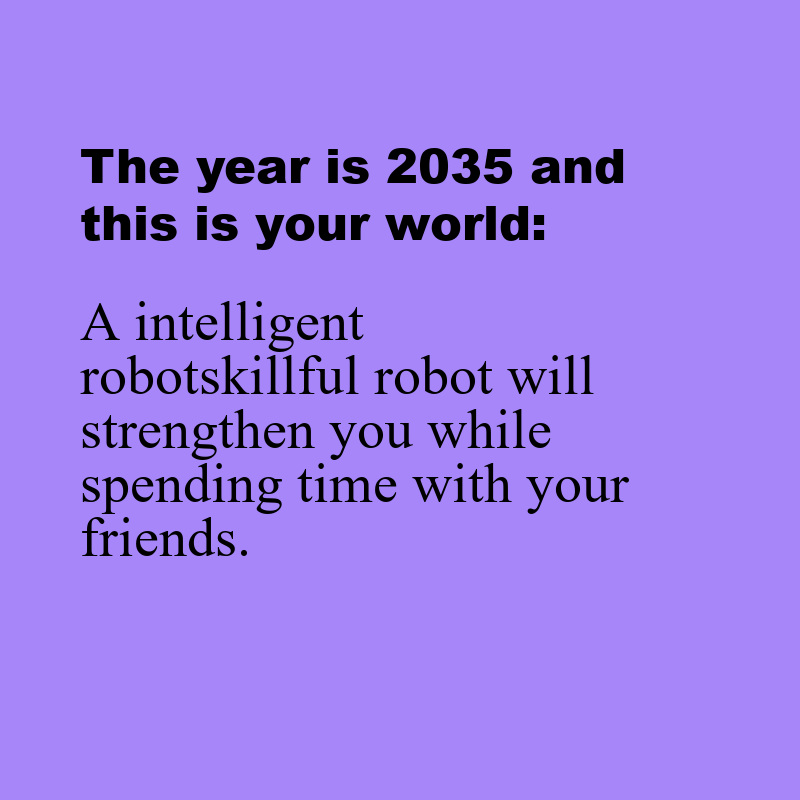 The year is 2035 and
this is your world:
A intelligent
robotskillful robot will
strengthen you while
spending time with your
friends.